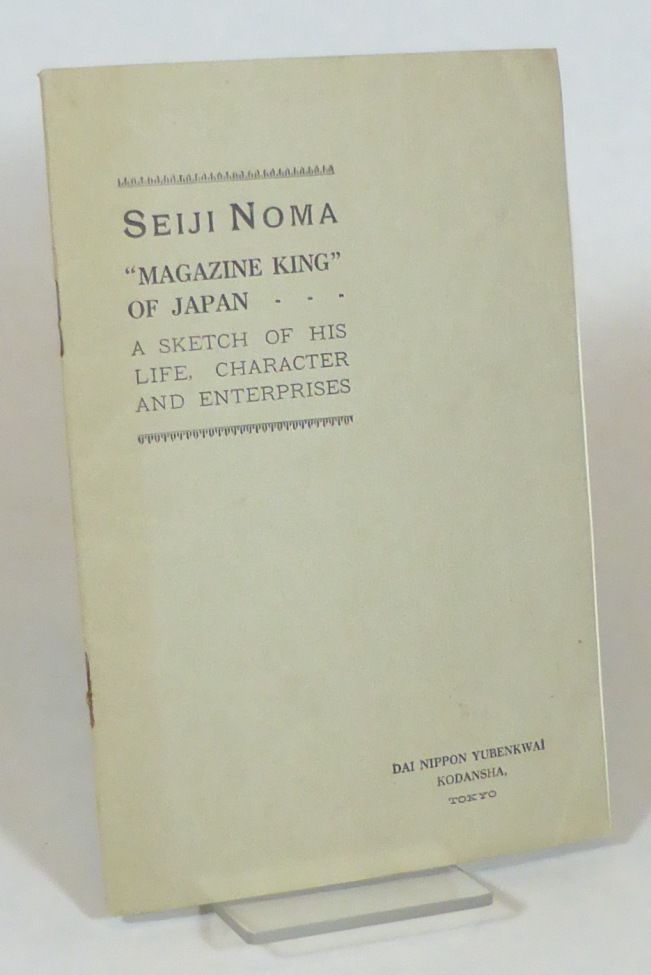 SEIJI NOMA
“MAGAZINE KING”
OF JAPAN - - -
A SKETCH OF HIS
LIFE, CHARACTER
AND ENTERPRISES
DAI NIPPON YUBENKWAI
KODANSHA,
TOKYO